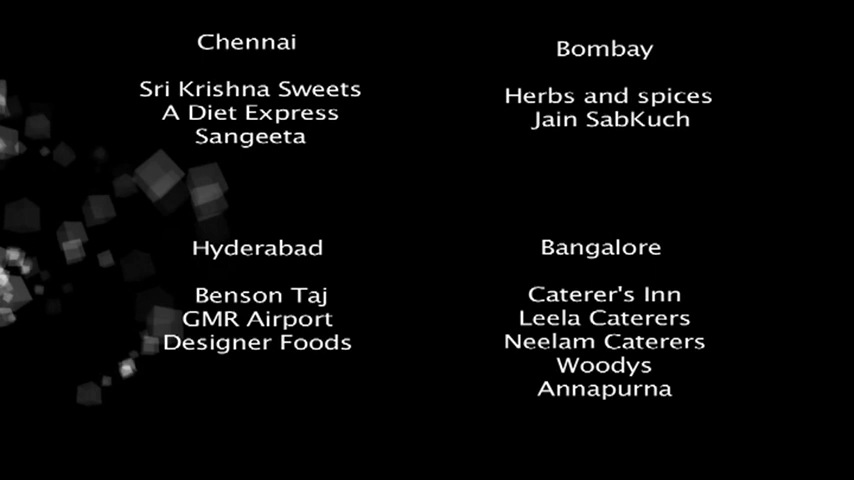 Chennai
Sri Krishna Sweets
A Diet Express
Sangeeta
Bombay
Herbs and spices
Jain SabKuch
Hyderabad
Benson Taj
GMR Airport
Designer Foods
Bangalore
Caterer's Inn
Leela Caterers
Neelam Caterers
Woodys
Annapurna